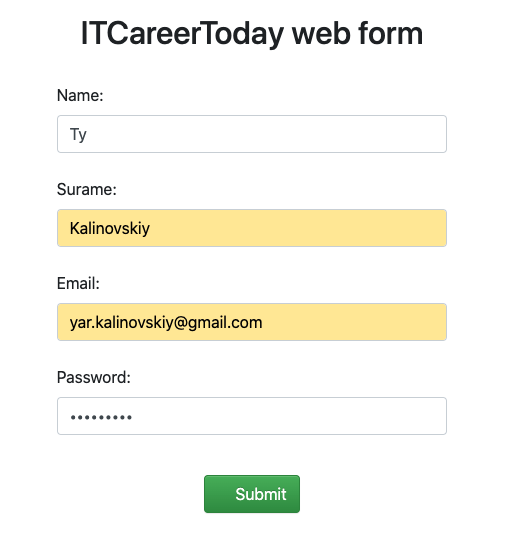 ITCareerToday web form
Name:
Ty
Surame:
Kalinovskiy
Email:
yar.kalinovskiy@gmail.com
Password:
•••••••••
Submit